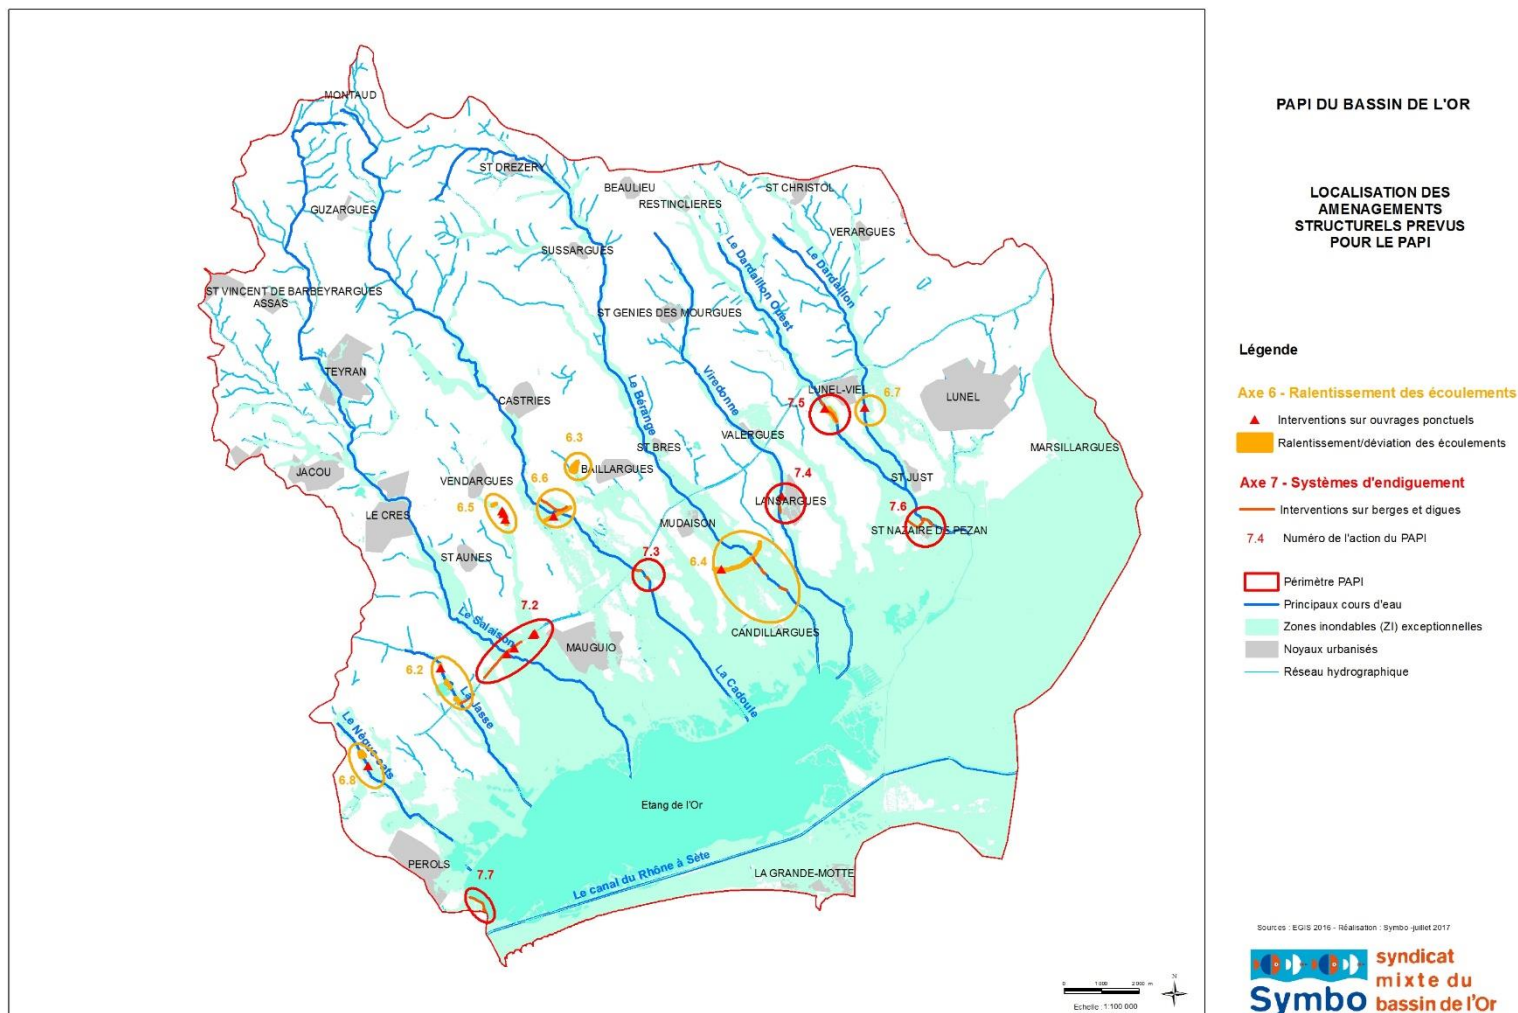 MONTAUD
ST DREZERY
BEAULIEU
RESTINCLIERES
ST CHRISTOL
GUZARGUES
VERARGUES
SUSSARGUES
ST VINCENT DE BARBEYRARGUES
ASSAS
ST GENIES DES MOURGUES
Le Dardaillon Ouest
Le Dardaillon
TEYRAN
CASTRIES
Le Bérange
Viredonne
LUNEL-VIEL
6.7
LUNEL
7.5
VALERGUES
MARSILLARGUES
ST BRES
6.3
BAILLARGUES
JACOU
VENDARGUES
6.6
7.4
ST JUST
LANSARGUES
6.5
LE CRES
MUDAISON
7.6
ST NAZAIRE DE PEZAN
ST AUNES
7.3
6.4
7.2
Le Salaison
CANDILLARGUES
MAUGUIO
6.2
La Jasse
La Cadoule
Le Nègue-cats
6.8
Etang de l'Or
PEROLS
Le canal du Rhône à Sète
LA GRANDE-MOTTE
7.7
0 1 000 2 000 m
N
Echelle : 1:100 000
PAPI DU BASSIN DE L'OR
LOCALISATION DES
AMENAGEMENTS
STRUCTURELS PREVUS
POUR LE PAPI
Légende
Axe 6 - Ralentissement des écoulements
Interventions sur ouvrages ponctuels
Ralentissement/déviation des écoulements
Axe 7 - Systèmes d'endiguement
Interventions sur berges et digues
7.4 Numéro de l'action du PAPI
Périmètre PAPI
Principaux cours d'eau
Zones inondables (ZI) exceptionnelles
Noyaux urbanisés
Réseau hydrographique
Sources : EGIS 2016 - Réalisation : Symbo -juillet 2017
Symbo
syndicat
mixte du
bassin de l'Or